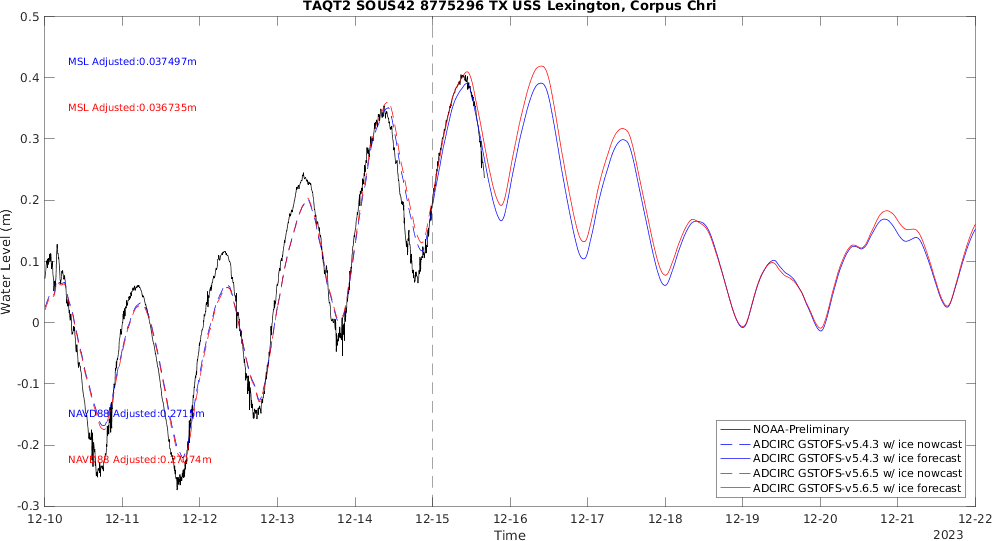 TAQT2 SOUS42 8775296 TX USS Lexington, Corpus Chri
0.5
MSL Adjusted:0.037497m
0.4
MSL Adjusted:0.036735m
0.3
0.2
Water Level (m)
0.1
0
-0.1
NAVD88 Adjusted:0.2715m
-0.2
NAVD88 Adjusted:0.27174m
-0.3
NOAA-Preliminary
ADCIRC GSTOFS-v5.4.3 w/ ice nowcast
ADCIRC GSTOFS-v5.4.3 w/ ice forecast
ADCIRC GSTOFS-v5.6.5 w/ ice nowcast
ADCIRC GSTOFS-v5.6.5 w/ ice forecast
12-10 12-11 12-12 12-13 12-14 12-15 12-16 12-17 12-18 12-19 12-20 12-21 12-22
Time
2023